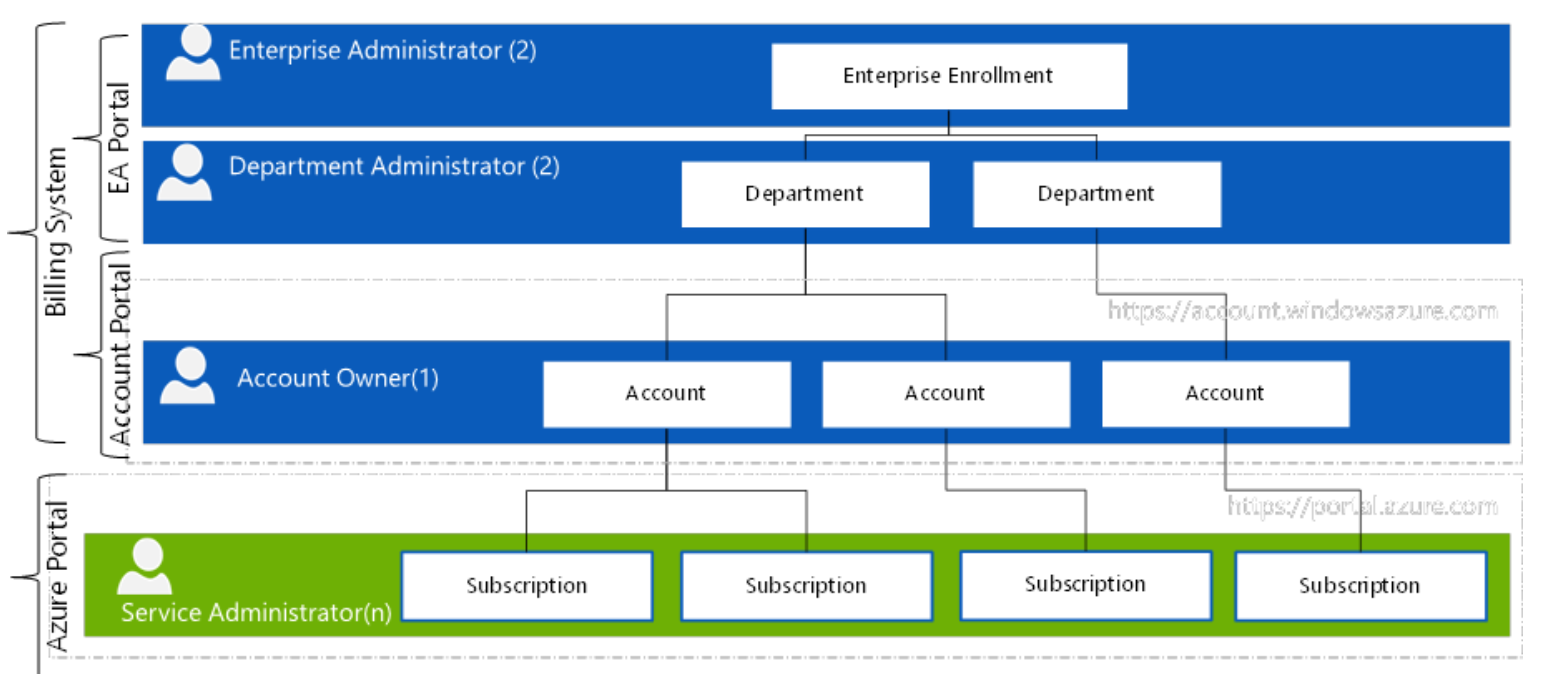 Enterprise Administrator (2)
Enterprise Enrollment
Department Administrator (2)
Department
Department
https://account.windowsazure.com
Account Owner(1)
Account
Account
Account
https://portal.azure.com
Subscription
Subscription
Subscription
Subscription
Service Administrator(n)
Billing System
EA Portal
Account Portal
Azure Portal